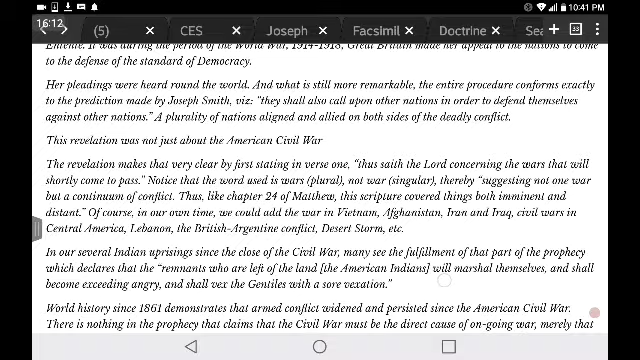 10:41 PM
16:12
(5)
CES
Joseph
Facsimil
Doctrine
Sea
23
Entente. It was during the period of the World War, 1914-1918, Great Britain made her appeal to the nations to come
to the defense of the standard of Democracy.
Her pleadings were heard round the world. And what is still more remarkable, the entire procedure conforms exactly
to the prediction made by Joseph Smith, viz: "they shall also call upon other nations in order to defend themselves
against other nations." A plurality of nations aligned and allied on both sides of the deadly conflict.
This revelation was not just about the American Civil War
The revelation makes that very clear by first stating in verse one, "thus saith the Lord concerning the wars that will
shortly come to pass." Notice that the word used is wars (plural), not war (singular), thereby "suggesting not one war
but a continuum of conflict. Thus, like chapter 24 of Matthew, this scripture covered things both imminent and
distant." Of course, in our own time, we could add the war in Vietnam, Afghanistan, Iran and Iraq, civil wars in
Central America, Lebanon, the British-Argentine conflict, Desert Storm, etc.
In our several Indian uprisings since the close of the Civil War, many see the fulfillment of that part of the prophecy
which declares that the "remnants who are left of the land [the American Indians] will marshal themselves, and shall
become exceeding angry, and shall vex the Gentiles with a sore vexation."
World history since 1861 demonstrates that armed conflict widened and persisted since the American Civil War.
There is nothing in the prophecy that claims that the Civil War must be the direct cause of on-going war, merely that